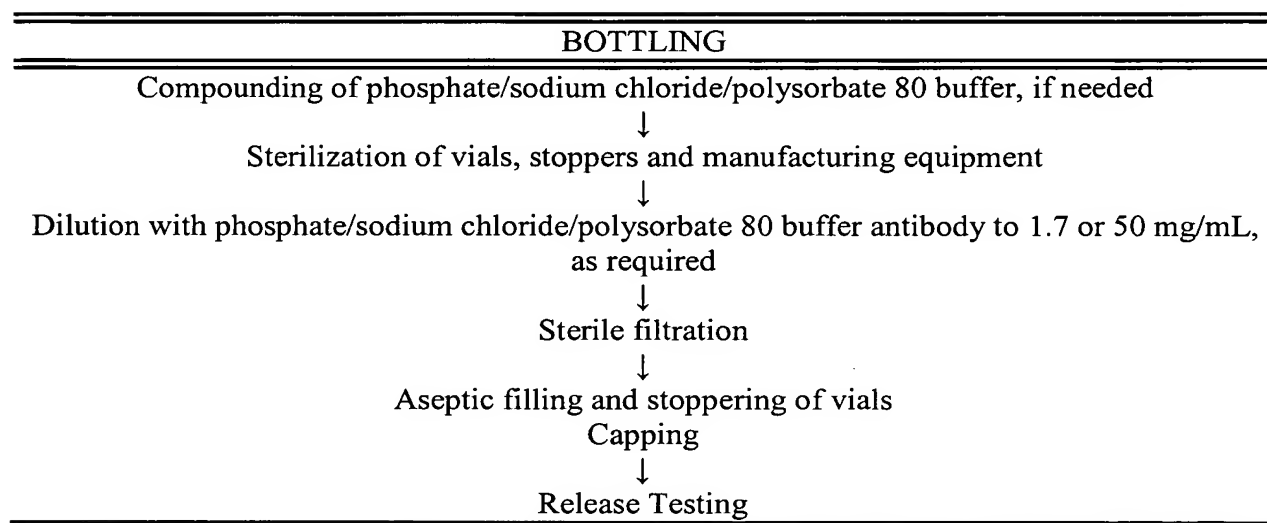 BOTTLING
Compounding of phosphate/sodium chloride/polysorbate 80 buffer, if needed
↓
Sterilization of vials, stoppers and manufacturing equipment
↓
Dilution with phosphate/sodium chloride/polysorbate 80 buffer antibody to 1.7 or 50 mg/mL,
as required
↓
Sterile filtration
↓
Aseptic filling and stoppering of vials
Capping
↓
Release Testing